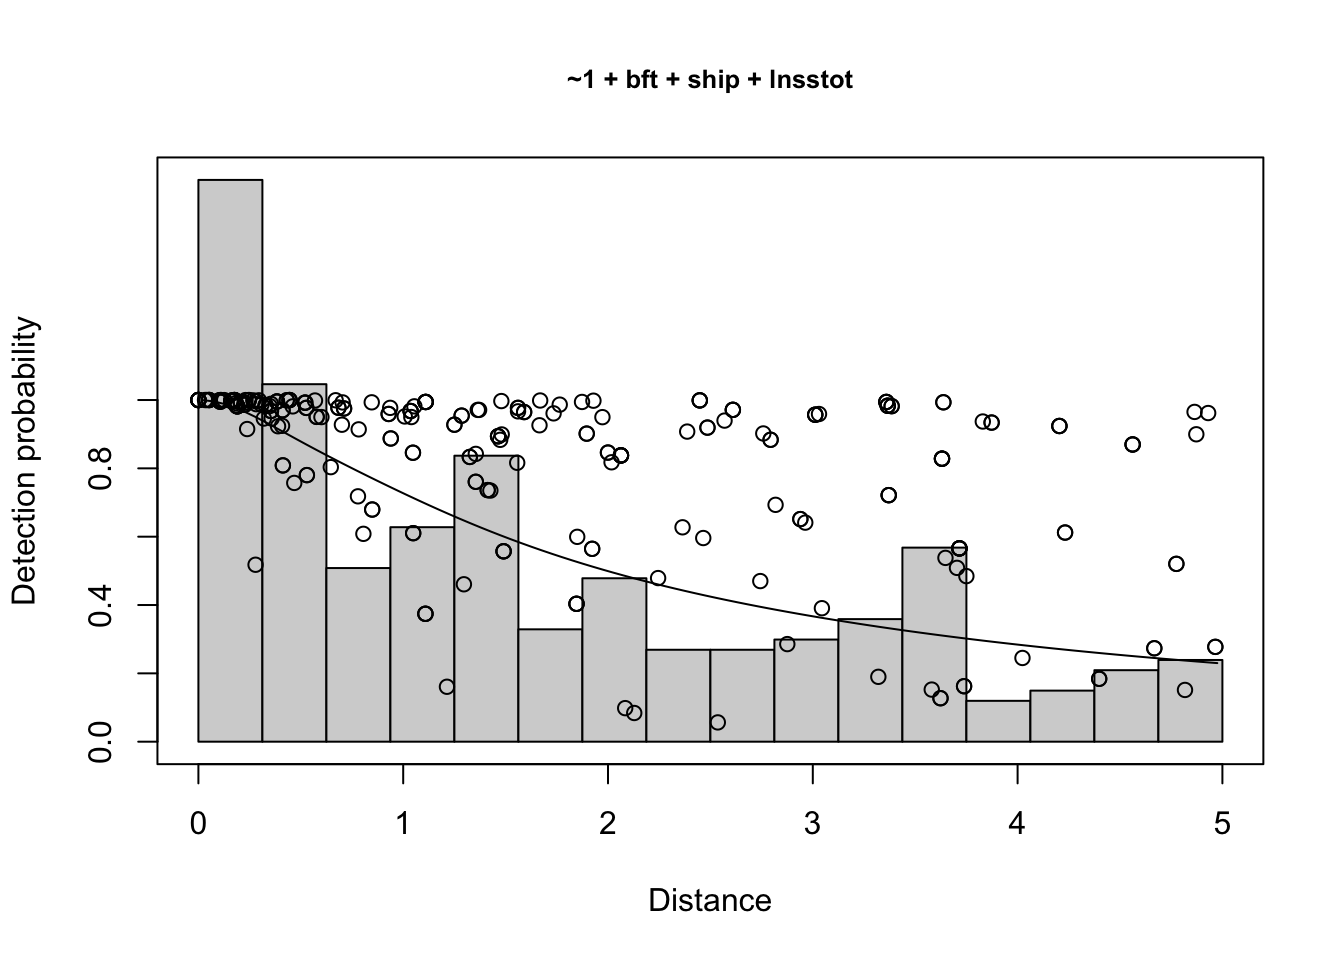 ~1 + bft + ship + lnsstot
Detection probability
0.8
0.4
0.0
0 1 2 3 4 5
Distance